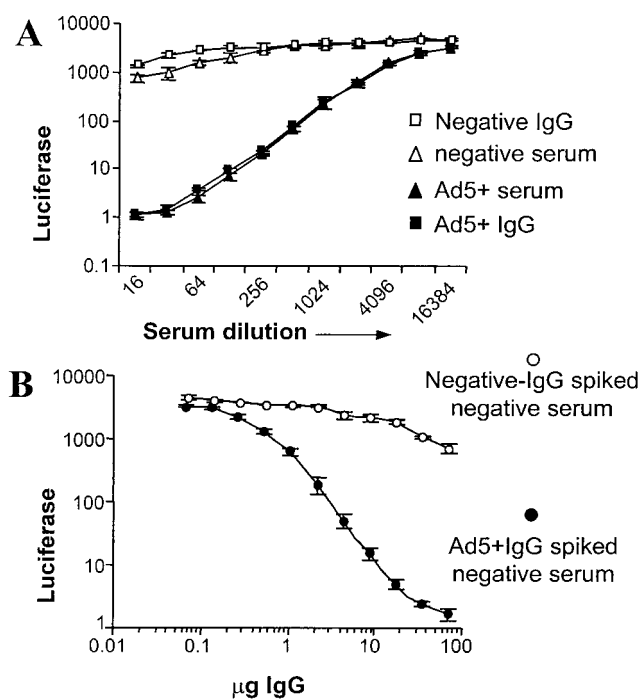 A
10000
1000
100
10
1
0.1
Luciferase
Negative IgG
negative serum
Ad5+ serum
Ad5+ IgG
16
64
256
1024
4096
16384
Serum dilution
B
10000
1000
100
10
1
Luciferase
0.01
0.1
1
10
100
µg IgG
Negative-IgG spiked
negative serum
Ad5+IgG spiked
negative serum